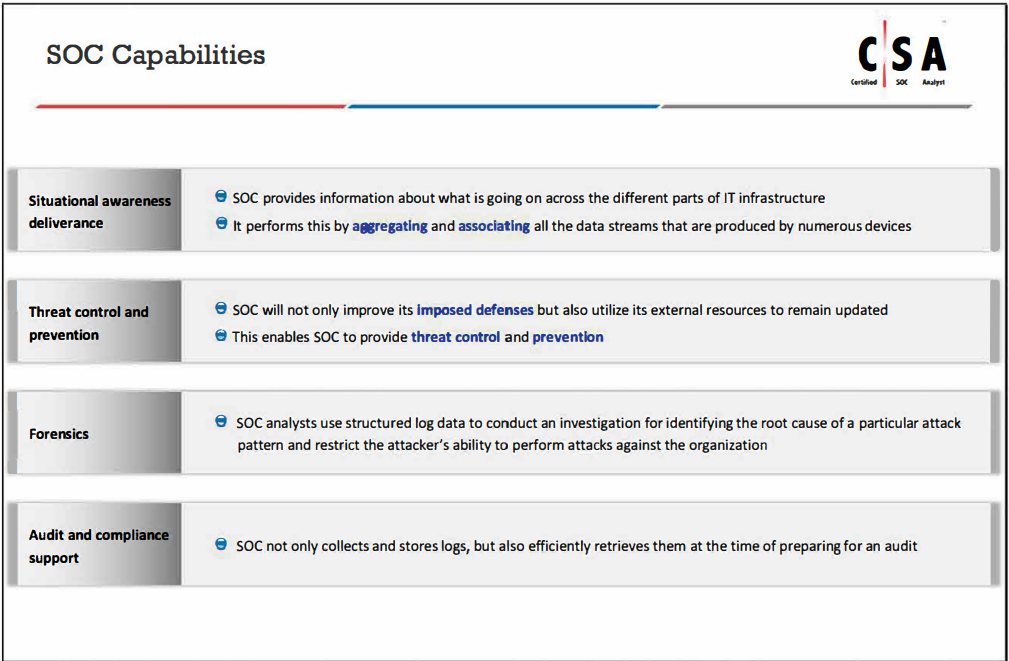 SOC Capabilities
CSA
Certified SOC Analyst
Situational awareness
deliverance
SOC provides information about what is going on across the different parts of IT infrastructure
It performs this by aggregating and associating all the data streams that are produced by numerous devices
Threat control and
prevention
SOC will not only improve its imposed defenses but also utilize its external resources to remain updated
This enables SOC to provide threat control and prevention
Forensics
SOC analysts use structured log data to conduct an investigation for identifying the root cause of a particular attack
pattern and restrict the attacker’s ability to perform attacks against the organization
Audit and compliance
support
SOC not only collects and stores logs, but also efficiently retrieves them at the time of preparing for an audit